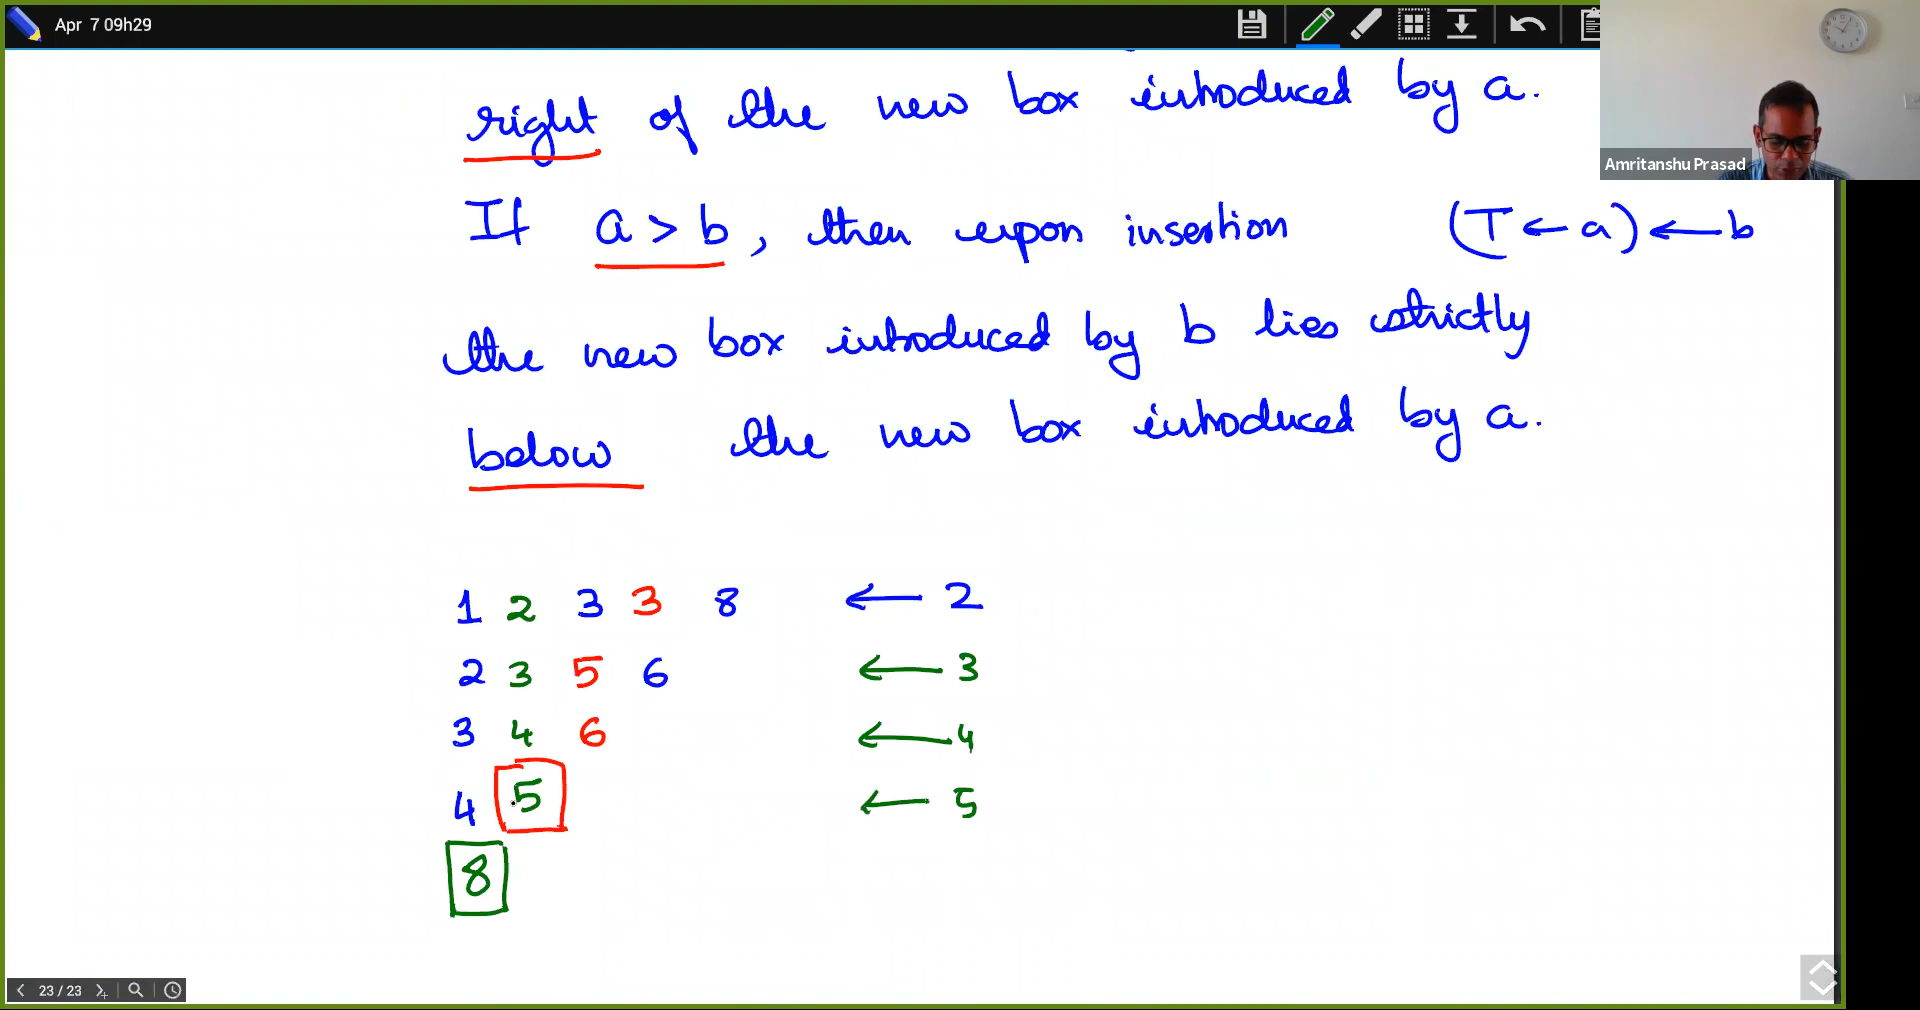 Apr 7 09h29
Amritanshu Prasad
right of the new box introduced by a.
If a > b, then upon insertion (T ← a) ← b
the new box introduced by b lies strictly
below the new box introduced by a.
1 2 3 3 8 ← 2
2 3 5 6 ← 3
3 4 6 ← 4
4 5 ← 5
8
23 / 23